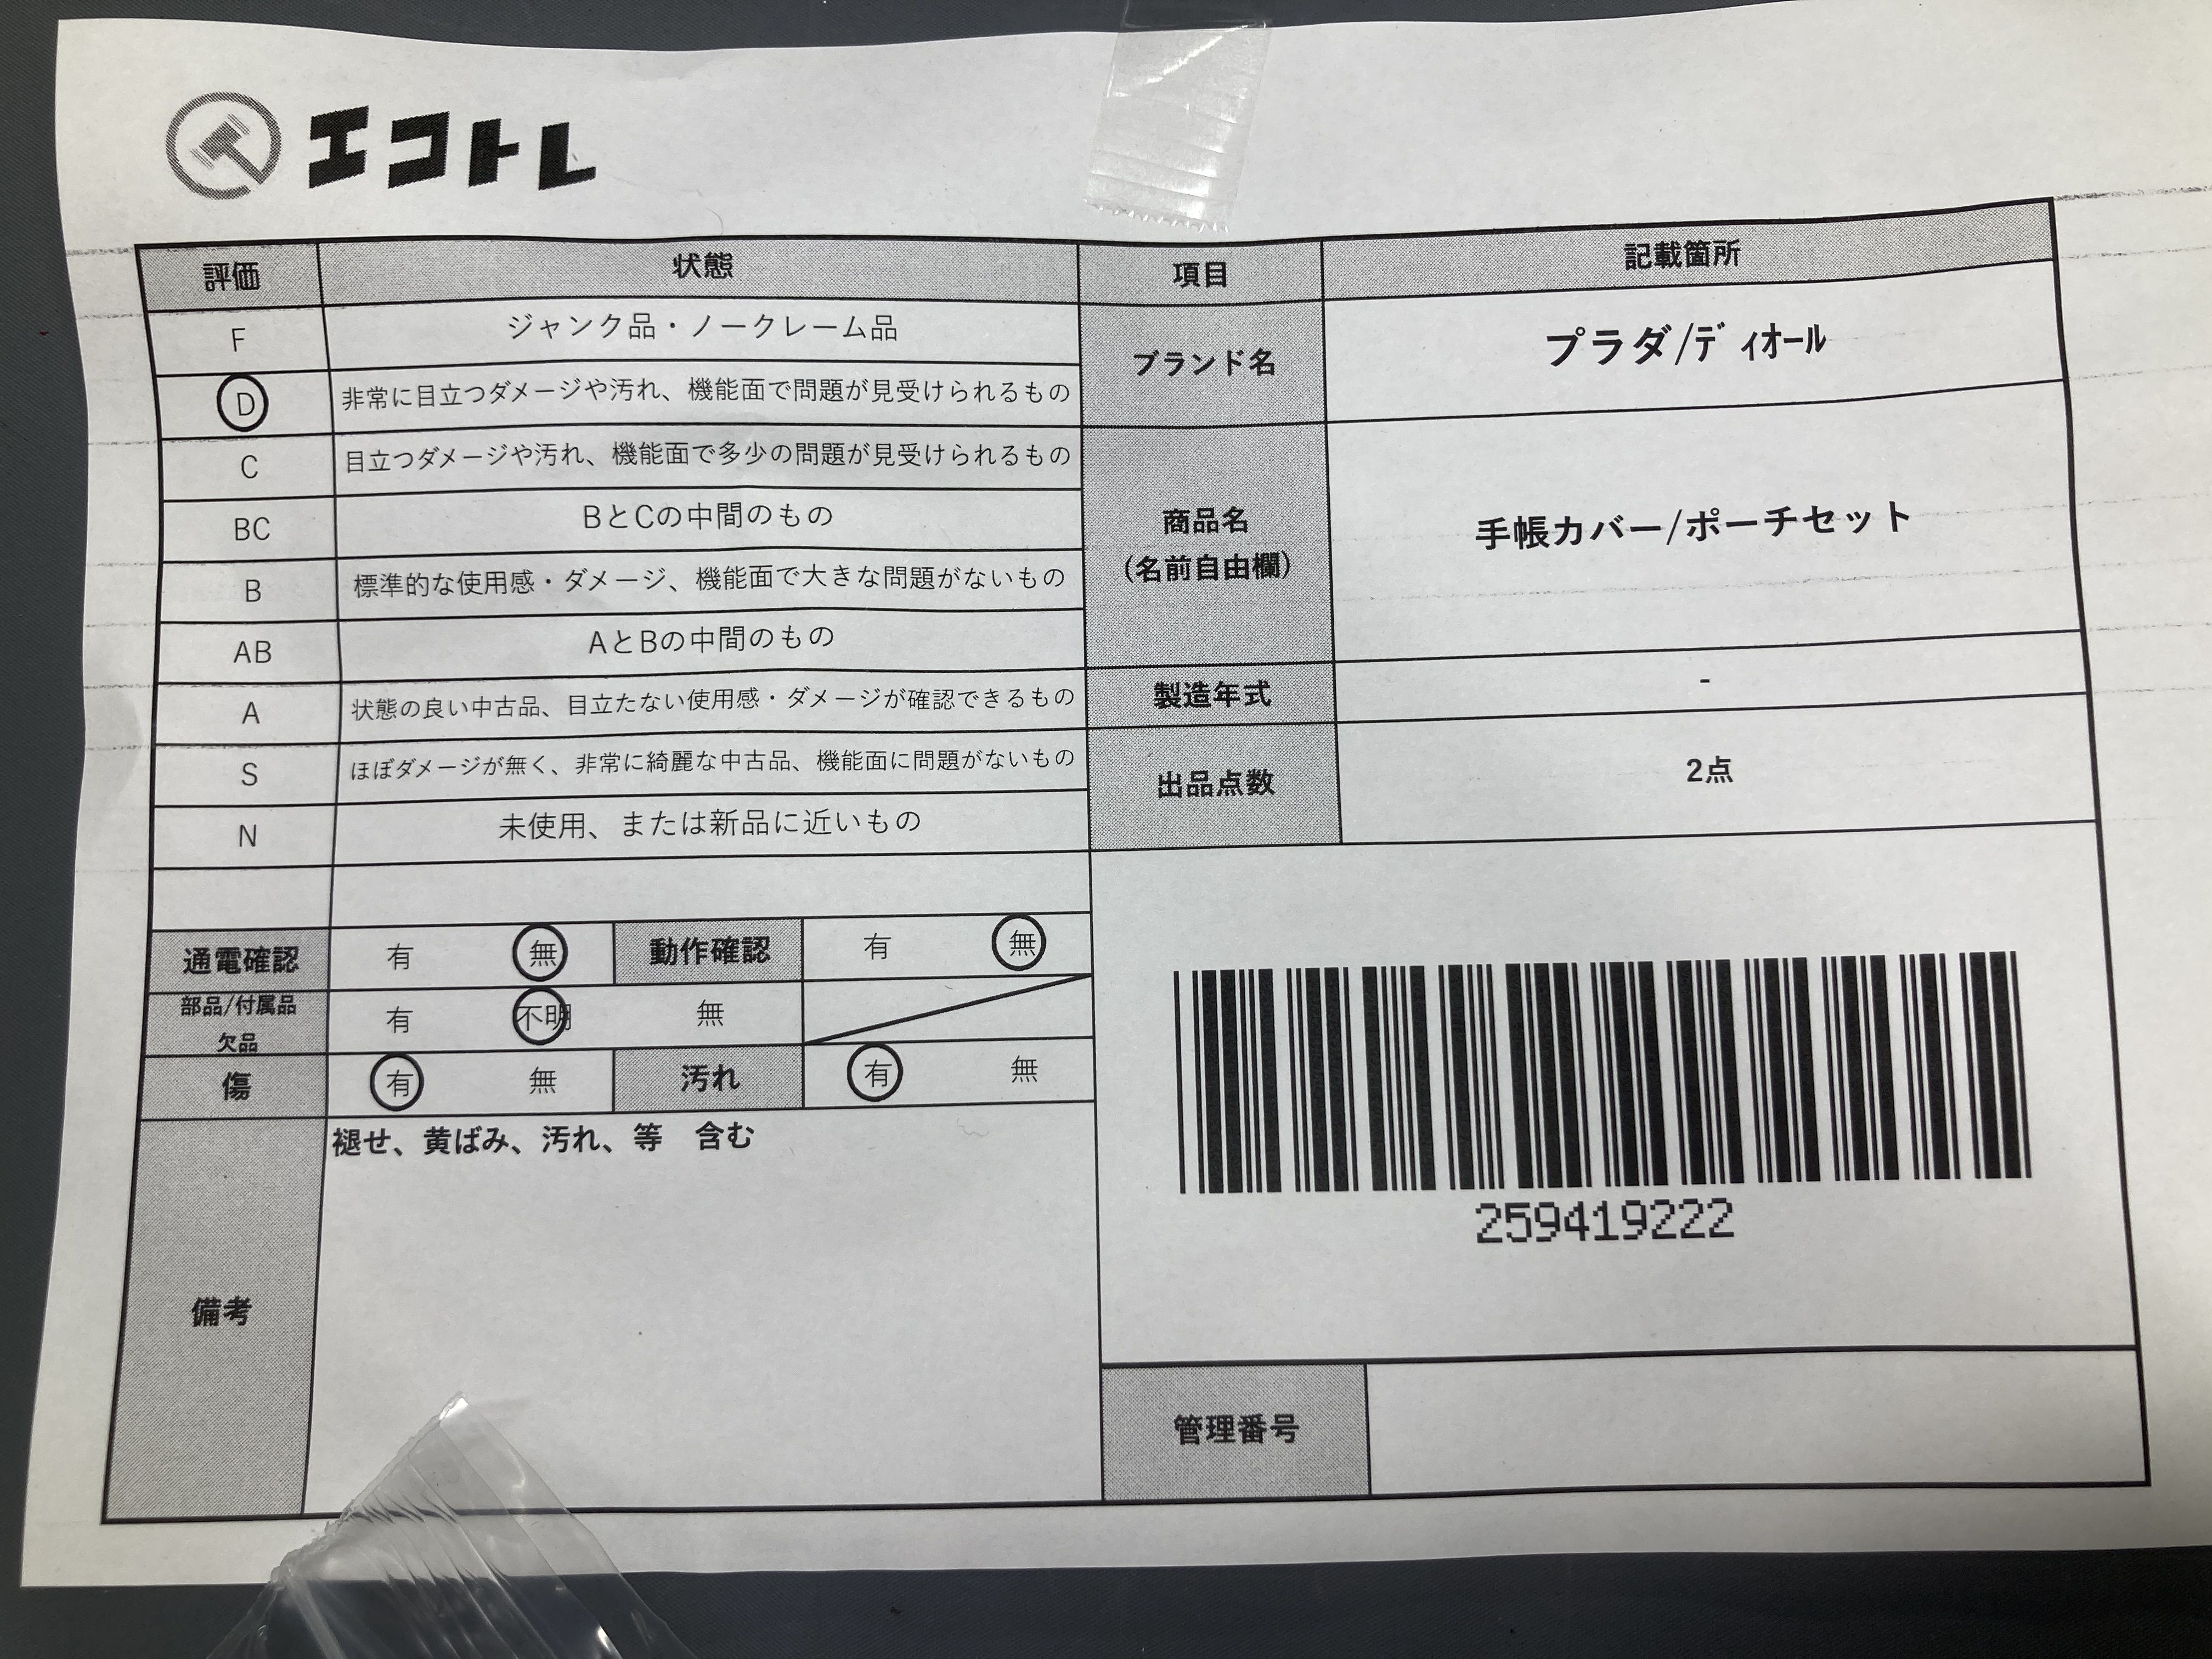 エコトレ
評価 状態 項目 記載箇所
F ジャンク品・ノークレーム品
D 非常に目立つダメージや汚れ、機能面で問題が見受けられるもの
C 目立つダメージや汚れ、機能面で多少の問題が見受けられるもの
BC BとCの中間のもの
B 標準的な使用感・ダメージ、機能面で大きな問題がないもの
AB AとBの中間のもの
A 状態の良い中古品、目立たない使用感・ダメージが確認できるもの
S ほぼダメージが無く、非常に綺麗な中古品、機能面に問題がないもの
N 未使用、または新品に近いもの
ブランド名 プラダ/ディオール
商品名
(名前自由欄)
手帳カバー/ポーチセット
製造年式 -
出品点数 2点
通電確認 有 無 動作確認 有 無
部品/付属品
欠品
有 不明 無
傷 有 無 汚れ 有 無
備考
褪せ、黄ばみ、汚れ、等 含む
259419222
管理番号